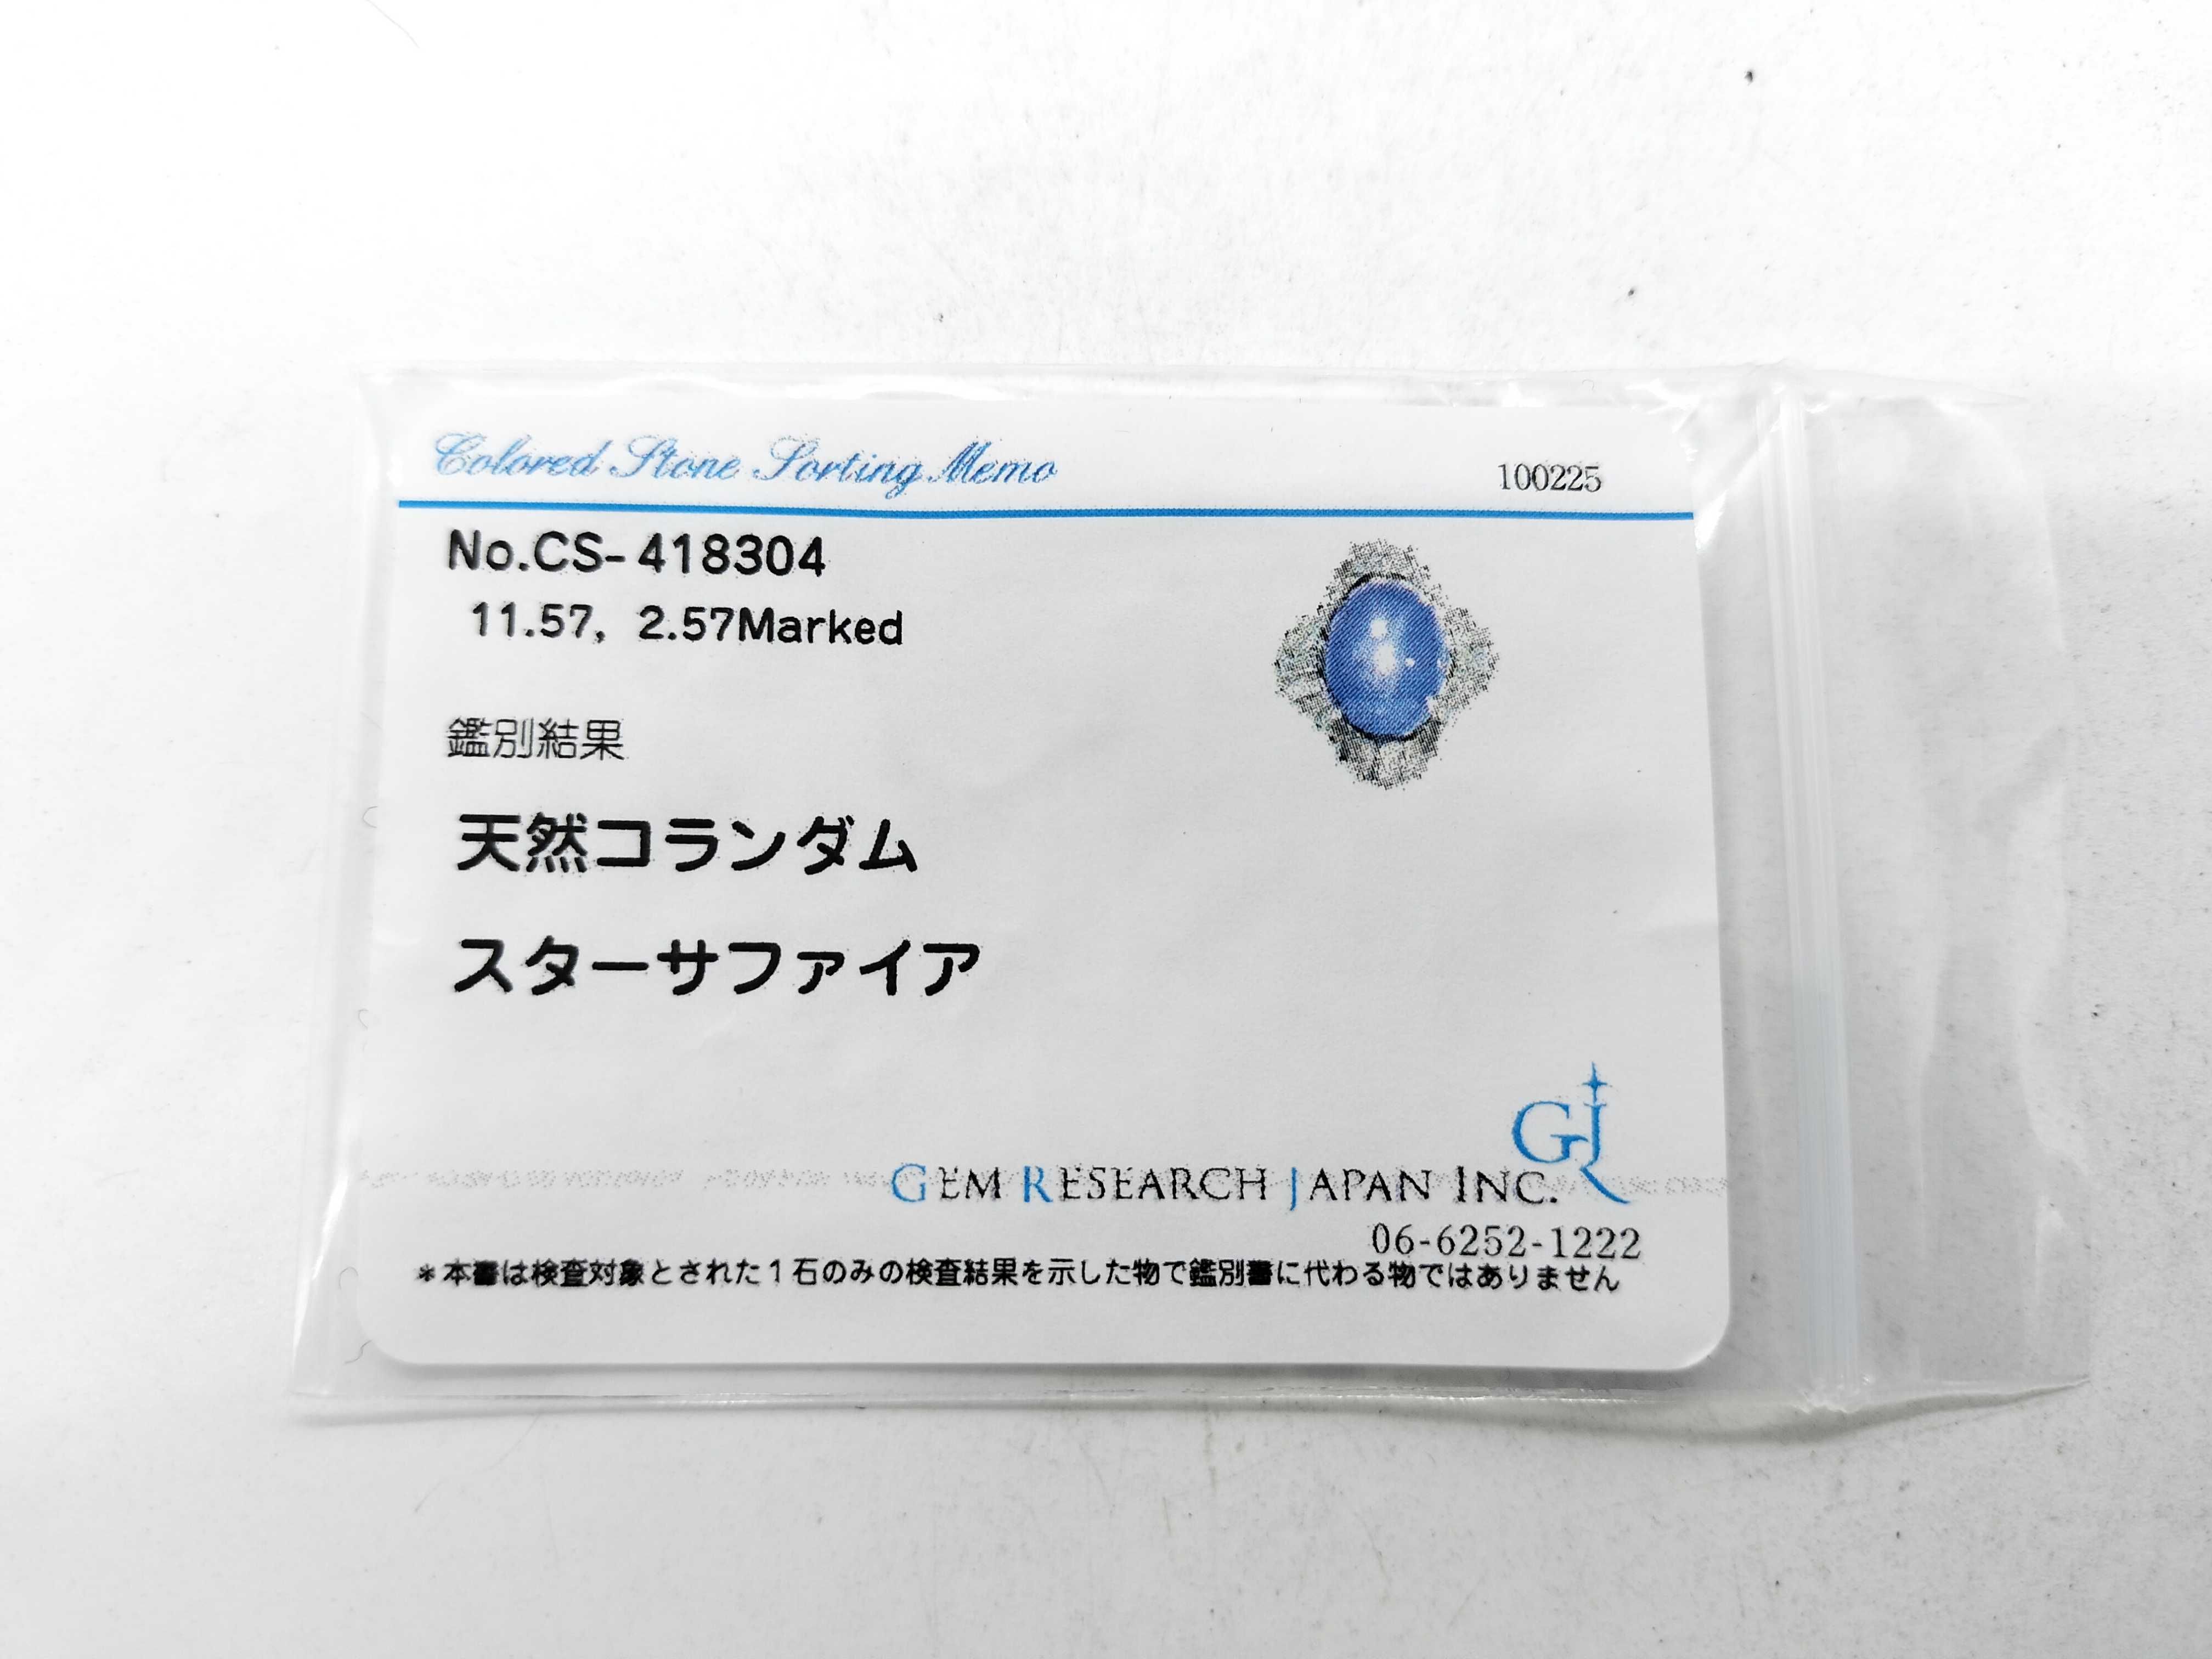 Colored Stone Sorting Memo
100225
No.CS-418304
11.57, 2.57Marked
鑑別結果
天然コランダム
スターサファイア
GJR
GEM RESEARCH JAPAN INC.
06-6252-1222
*本書は検査対象とされた1石のみの検査結果を示した物で鑑別書に代わる物ではありません